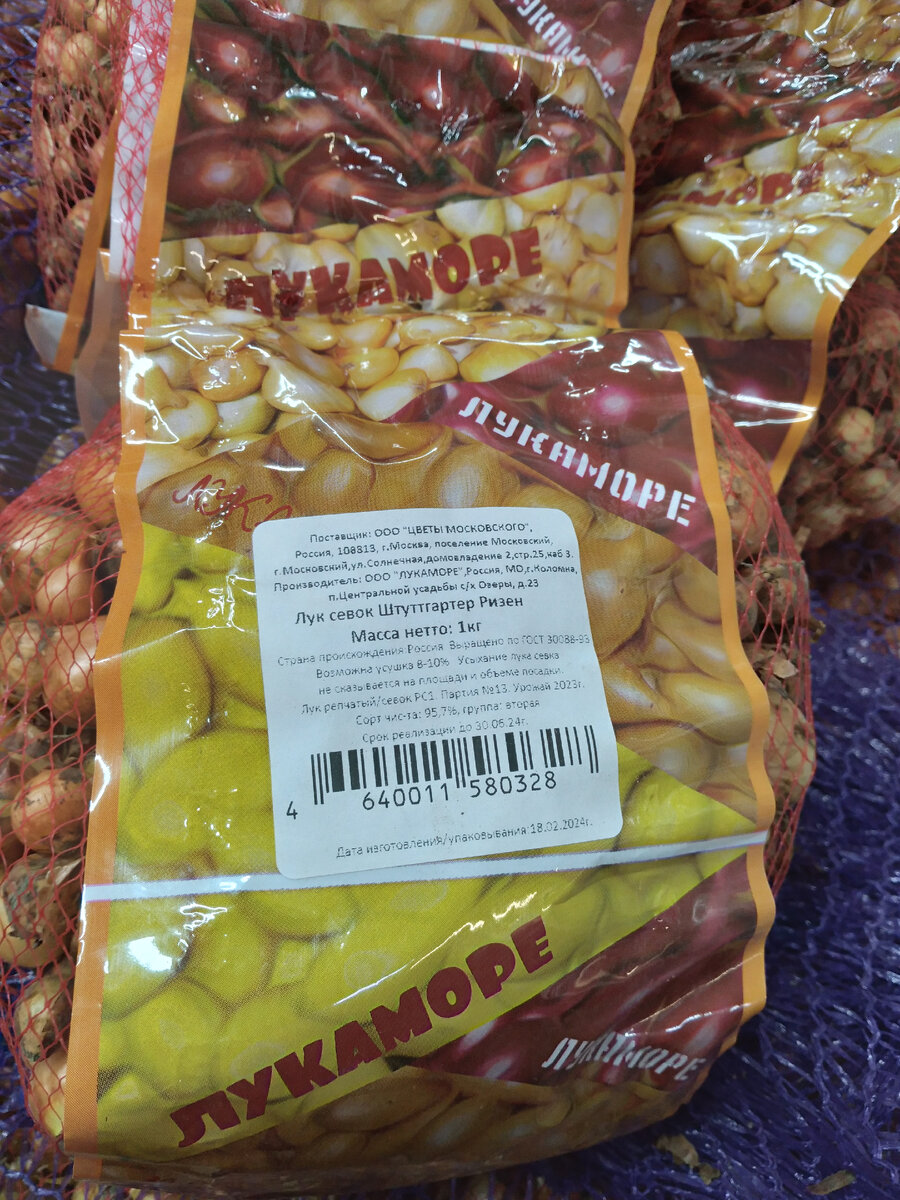 ЛУКАМОРЕ
ЛУКАМОРЕ
ЛУКАМОРЕ
Поставщик: ООО "ЦВЕТЫ МОСКОВСКОГО",
Россия, 108813, г.Москва, поселение Московский,
г.Московский,ул.Солнечная,домовладение 2,стр.25,каб 3.
Производитель: ООО "ЛУКАМОРЕ",Россия, МО,г.Коломна,
п,Центральной усадьбы с/х Озеры, д.23
Лук севок Штуттгартер Ризен
Масса нетто: 1кг
Страна происхождения Россия. Выращено по ГОСТ 30088-93
Возможна усушка 8-10% Усыхание лука севка
не сказывается на площади и объеме посадки.
Лук репчатый/севок РС1. Партия №13. Урожай 2023г.
Сорт чис-та: 95,7%, группа: вторая
Срок реализации до 30.06.24г.
4 640011 580328
Дата изготовления/упаковывания:18.02.2024г.
ЛУКАМОРЕ
ЛУКАМОРЕ